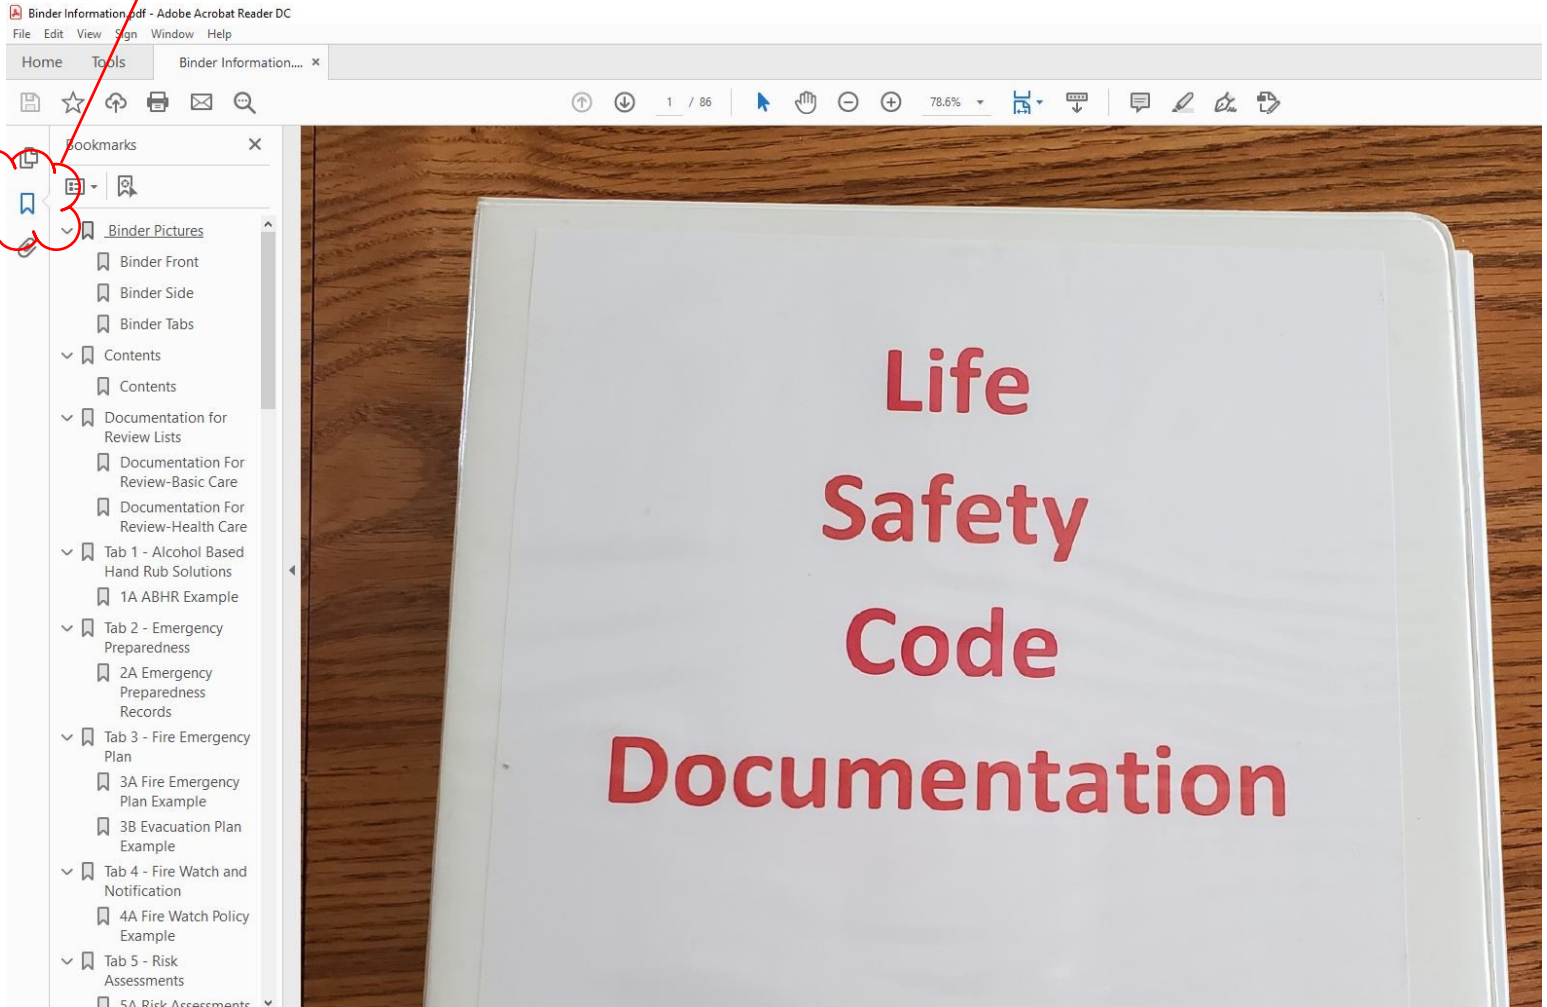 Binder Information.pdf - Adobe Acrobat Reader DC
File Edit View Sign Window Help
Home Tools Binder Information.... ×
1 / 86 78.6%
Bookmarks
Binder Pictures
Binder Front
Binder Side
Binder Tabs
Contents
Contents
Documentation for
Review Lists
Documentation For
Review-Basic Care
Documentation For
Review-Health Care
Tab 1 - Alcohol Based
Hand Rub Solutions
1A ABHR Example
Tab 2 - Emergency
Preparedness
2A Emergency
Preparedness
Records
Tab 3 - Fire Emergency
Plan
3A Fire Emergency
Plan Example
3B Evacuation Plan
Example
Tab 4 - Fire Watch and
Notification
4A Fire Watch Policy
Example
Tab 5 - Risk
Assessments
5A Risk Assessments
Life
Safety
Code
Documentation